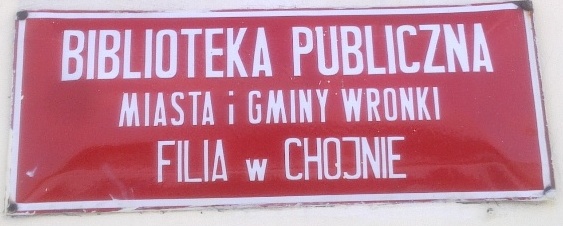 BIBLIOTEKA PUBLICZNA
MIASTA i GMINY WRONKI
FILIA w CHOJNIE